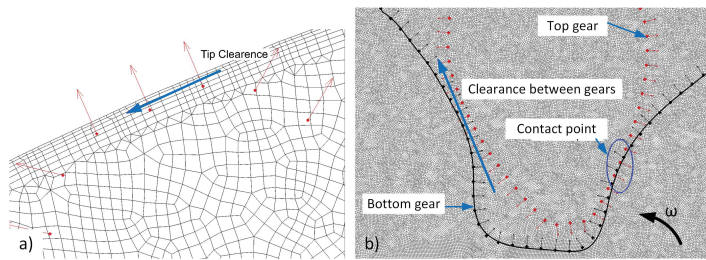 Tip Clearence
a)
Top gear
Clearance between gears
Contact point
Bottom gear
ω
b)